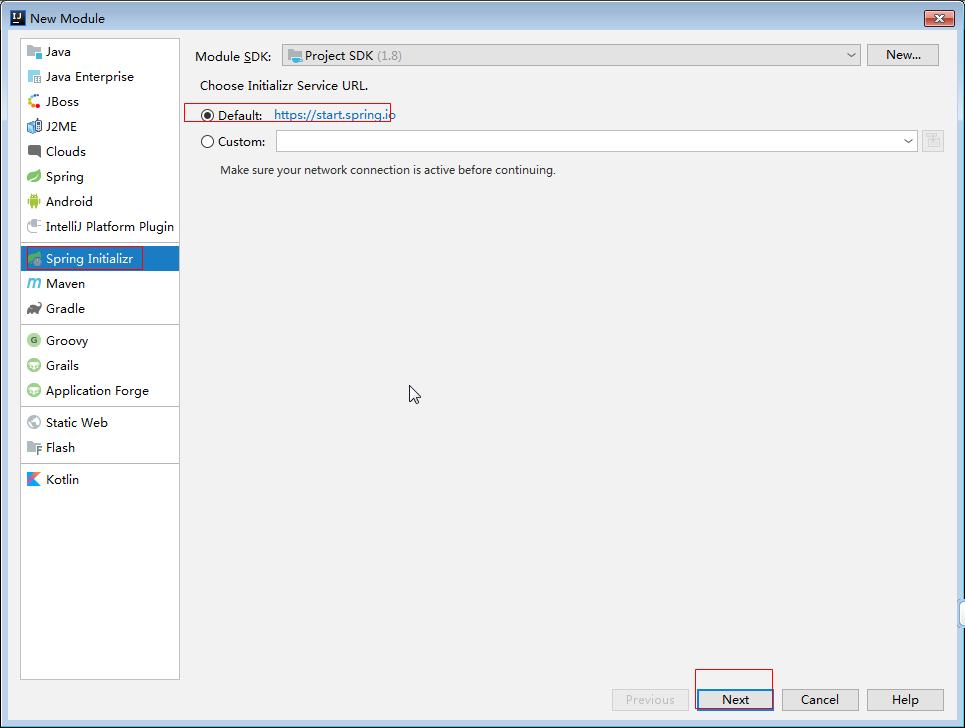 New Module
Java
Java Enterprise
JBoss
J2ME
Clouds
Spring
Android
IntelliJ Platform Plugin
Spring Initializr
Maven
Gradle
Groovy
Grails
Application Forge
Static Web
Flash
Kotlin
Module SDK: Project SDK (1.8) New...
Choose Initializr Service URL.
Default: https://start.spring.io
Custom:
Make sure your network connection is active before continuing.
Previous Next Cancel Help